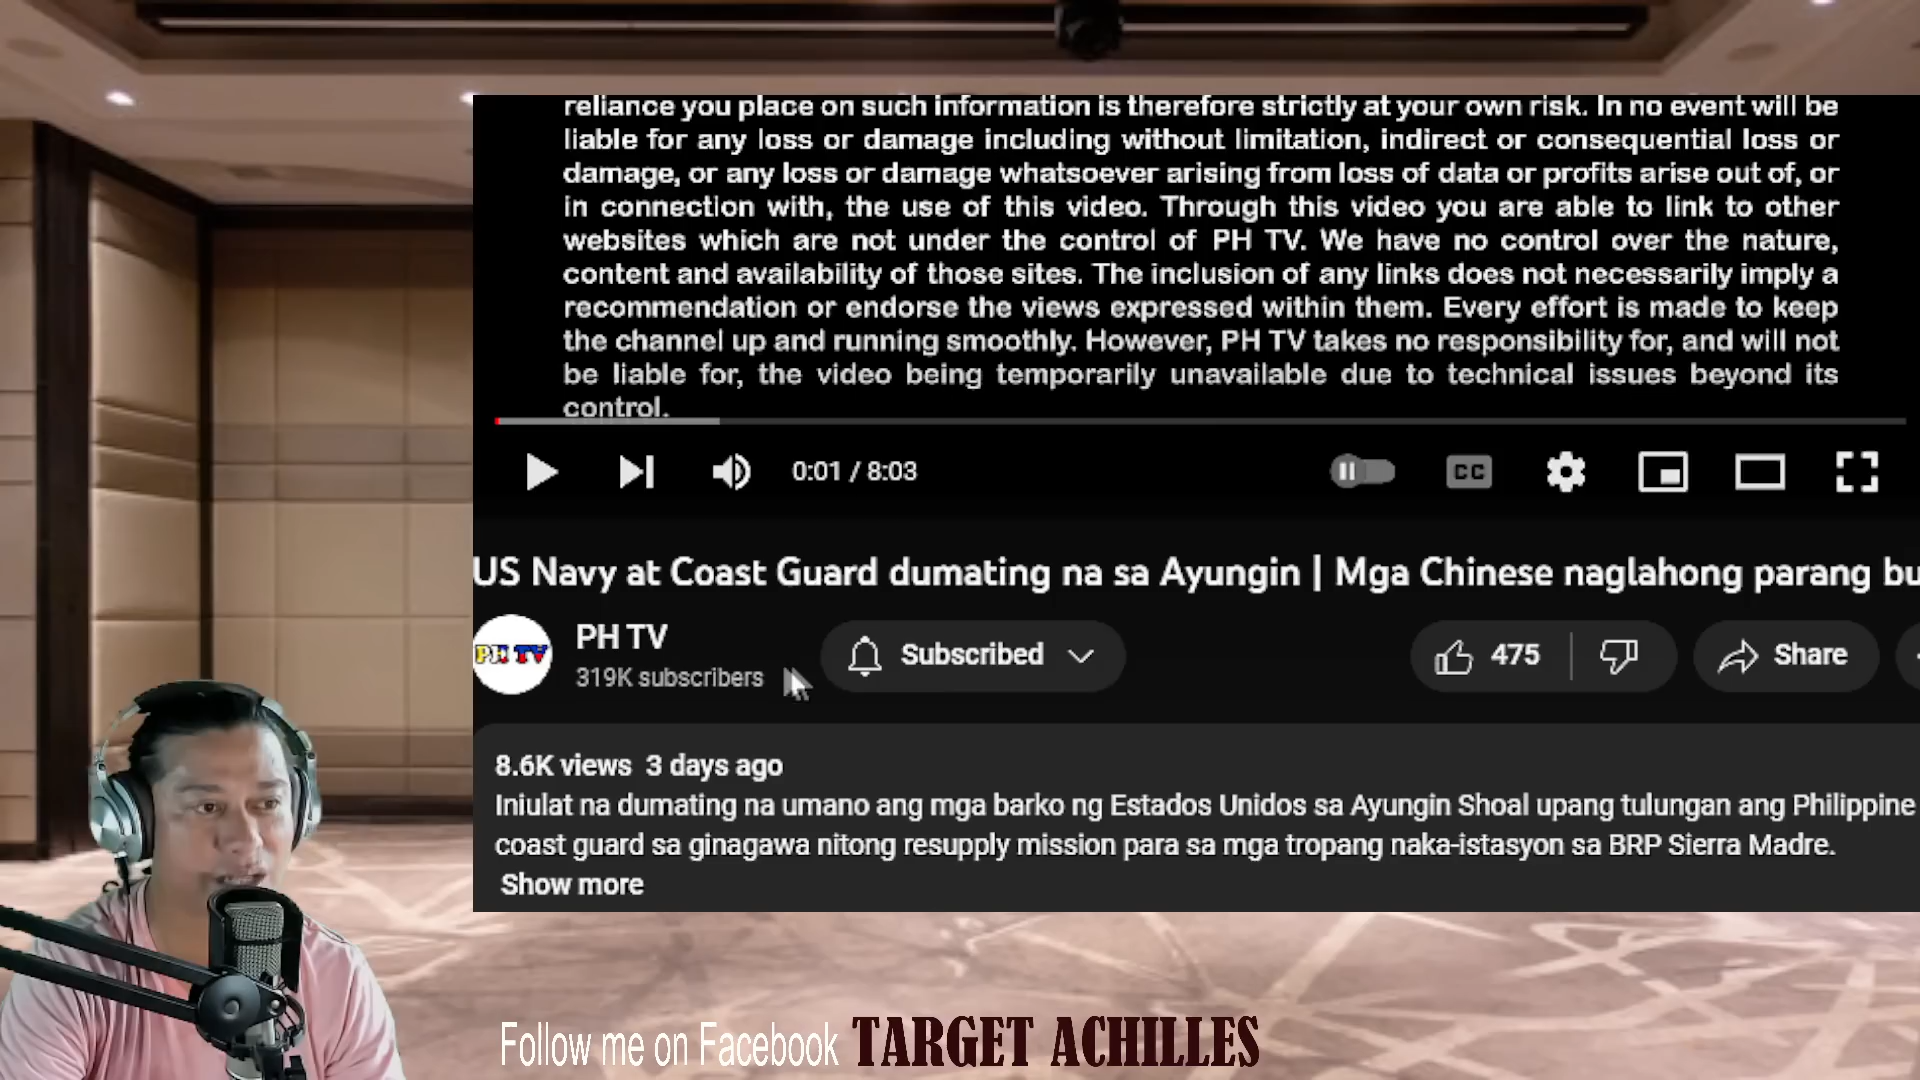 reliance you place on such information is therefore strictly at your own risk. In no event will be
liable for any loss or damage including without limitation, indirect or consequential loss or
damage, or any loss or damage whatsoever arising from loss of data or profits arise out of, or
in connection with, the use of this video. Through this video you are able to link to other
websites which are not under the control of PH TV. We have no control over the nature,
content and availability of those sites. The inclusion of any links does not necessarily imply a
recommendation or endorse the views expressed within them. Every effort is made to keep
the channel up and running smoothly. However, PH TV takes no responsibility for, and will not
be liable for, the video being temporarily unavailable due to technical issues beyond its
control.
0:01 / 8:03
CC
US Navy at Coast Guard dumating na sa Ayungin | Mga Chinese naglahong parang bu
PH TV
PH TV
319K subscribers
Subscribed
475
Share
8.6K views 3 days ago
Iniulat na dumating na umano ang mga barko ng Estados Unidos sa Ayungin Shoal upang tulungan ang Philippine
coast guard sa ginagawa nitong resupply mission para sa mga tropang naka-istasyon sa BRP Sierra Madre.
Show more
Follow me on Facebook TARGET ACHILLES